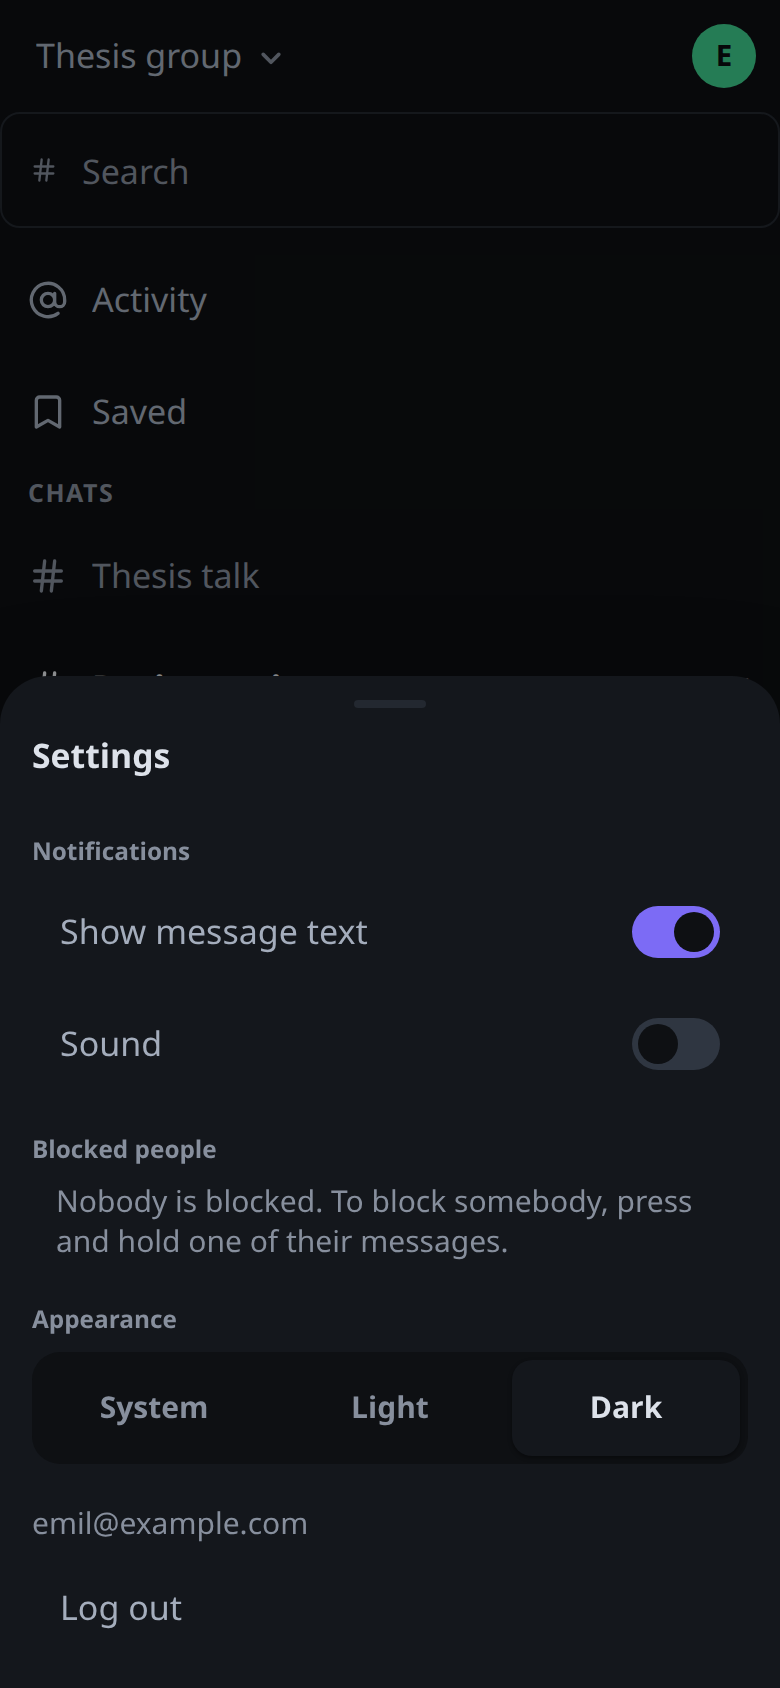 Thesis group
E
# Search
Activity
Saved
CHATS
# Thesis talk
Settings
Notifications
Show message text
Sound
Blocked people
Nobody is blocked. To block somebody, press
and hold one of their messages.
Appearance
System Light Dark
emil@example.com
Log out